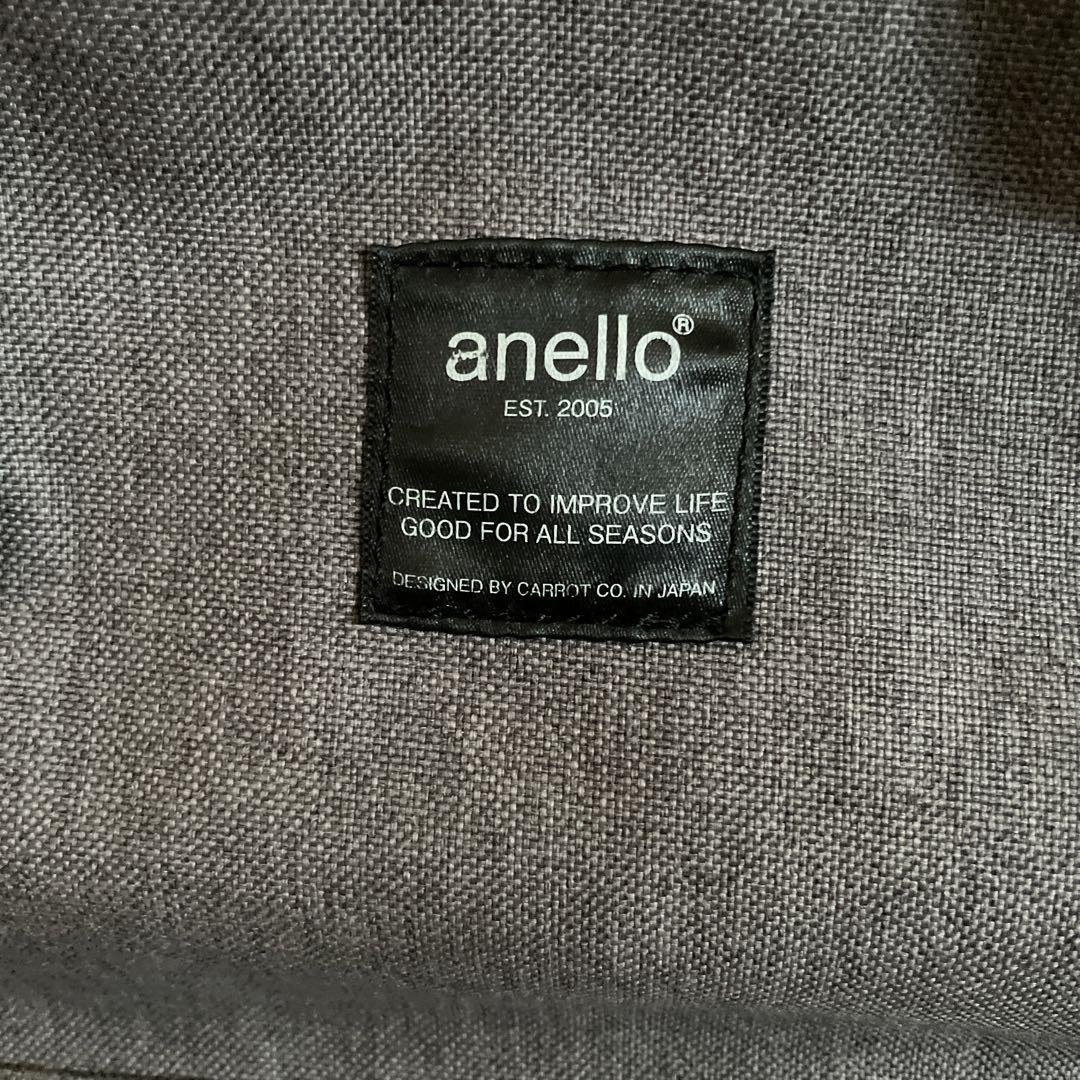 anello®
EST. 2005
CREATED TO IMPROVE LIFE
GOOD FOR ALL SEASONS
DESIGNED BY CARROT CO. IN JAPAN